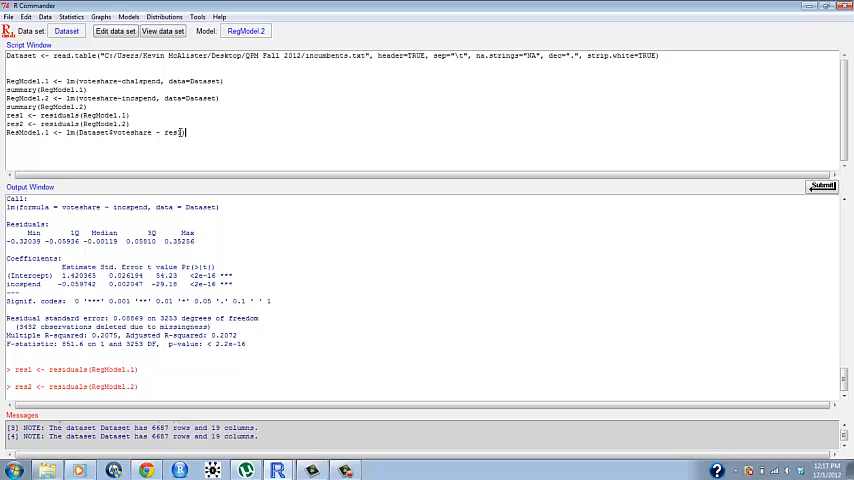 R Commander
File Edit Data Statistics Graphs Models Distributions Tools Help
Data set: Dataset Edit data set View data set Model: RegModel.2
Script Window
Dataset <- read.table("C:/Users/Kevin McAlister/Desktop/QPM Fall 2012/incumbents.txt", header=TRUE, sep="\t", na.strings="NA", dec=".", strip.white=TRUE)
RegModel.1 <- lm(voteshare~chalspend, data=Dataset)
summary(RegModel.1)
RegModel.2 <- lm(voteshare~incspend, data=Dataset)
summary(RegModel.2)
res1 <- residuals(RegModel.1)
res2 <- residuals(RegModel.2)
ResModel.1 <- lm(Dataset$voteshare ~ res1)
Output Window
Submit
Call:
lm(formula = voteshare ~ incspend, data = Dataset)
Residuals:
Min 1Q Median 3Q Max
-0.32039 -0.05936 -0.00119 0.05810 0.35256
Coefficients:
Estimate Std. Error t value Pr(>|t|)
(Intercept) 1.420365 0.026194 54.23 <2e-16 ***
incspend -0.059742 0.002047 -29.18 <2e-16 ***
---
Signif. codes: 0 '***' 0.001 '**' 0.01 '*' 0.05 '.' 0.1 ' ' 1
Residual standard error: 0.08869 on 3253 degrees of freedom
(3432 observations deleted due to missingness)
Multiple R-squared: 0.2075, Adjusted R-squared: 0.2072
F-statistic: 851.6 on 1 and 3253 DF, p-value: < 2.2e-16
> res1 <- residuals(RegModel.1)
> res2 <- residuals(RegModel.2)
Messages
[3] NOTE: The dataset Dataset has 6687 rows and 19 columns.
[4] NOTE: The dataset Dataset has 6687 rows and 19 columns.
12:17 PM
12/1/2012